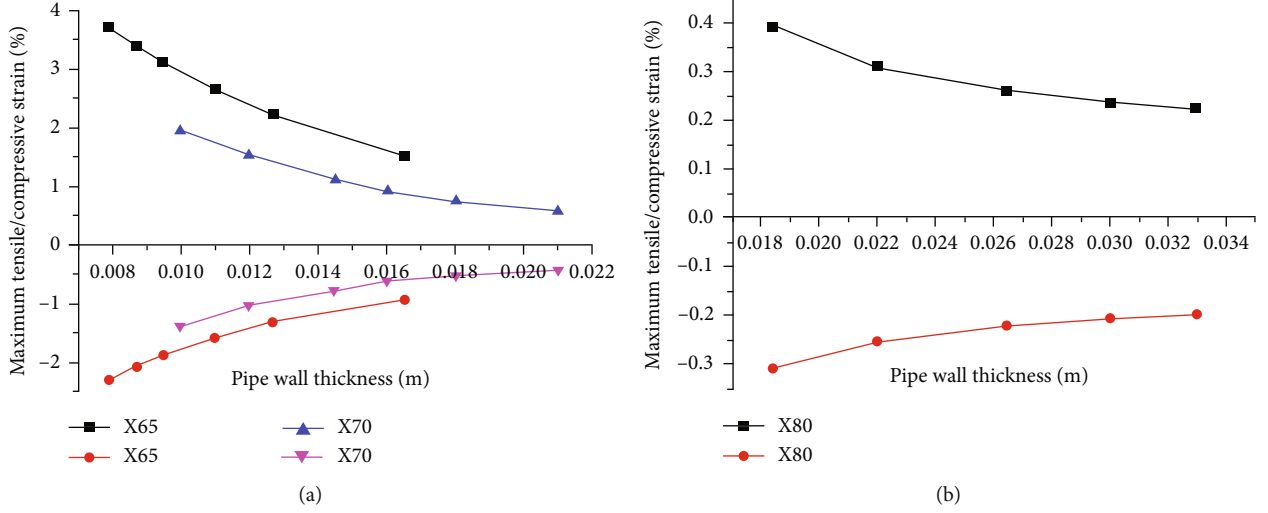 Maximum tensile/compressive strain (%)
4
3
2
1
0
−1
−2
0.008 0.010 0.012 0.014 0.016 0.018 0.020 0.022
Pipe wall thickness (m)
X65 X70
X65 X70
(a)
Maximum tensile/compressive strain (%)
0.4
0.3
0.2
0.1
0.0
−0.1
−0.2
−0.3
0.018 0.020 0.022 0.024 0.026 0.028 0.030 0.032 0.034
Pipe wall thickness (m)
X80
X80
(b)